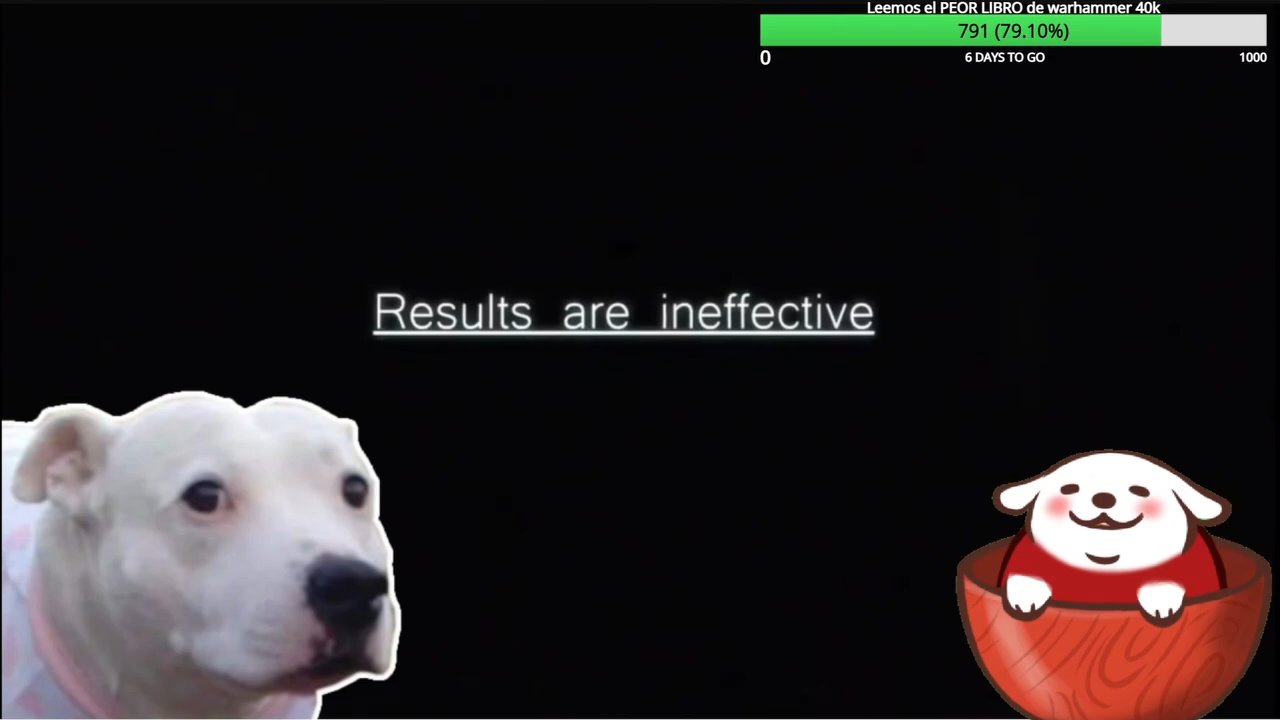 Leemos el PEOR LIBRO de warhammer 40k
791 (79.10%)
0 6 DAYS TO GO 1000
Results are ineffective